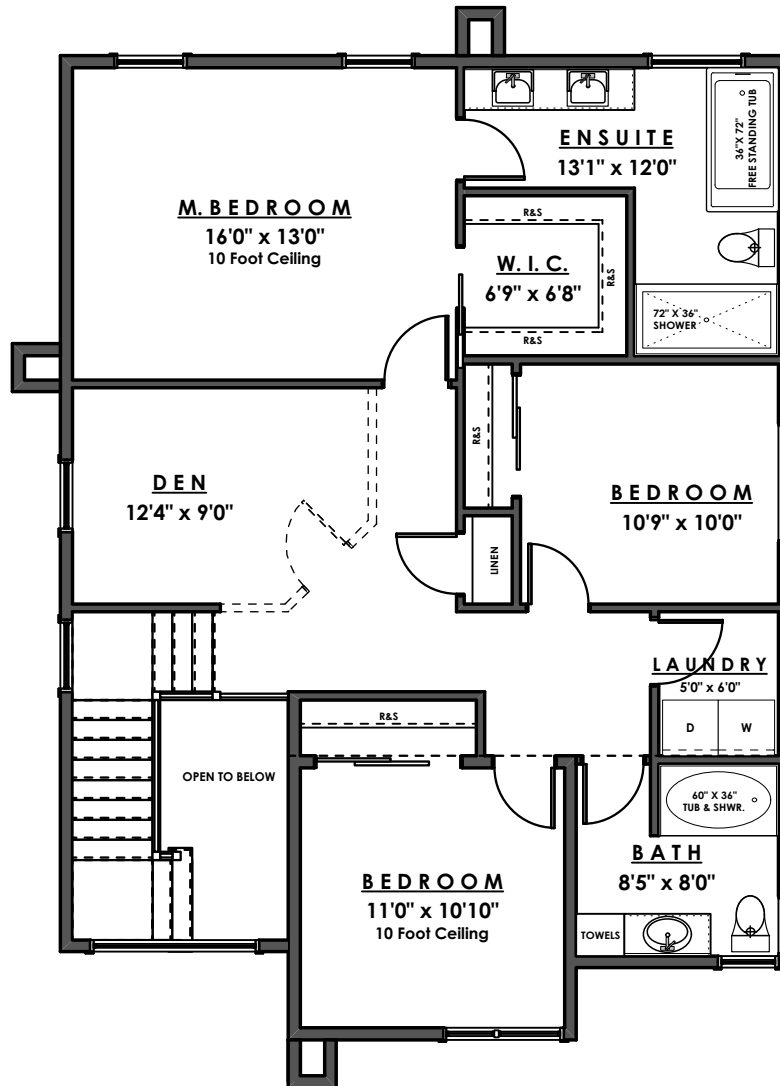 ENSUITE
13'1" x 12'0"
36"X 72"
FREE STANDING TUB
M. BEDROOM
16'0" x 13'0"
10 Foot Ceiling
R&S
W. I. C.
6'9" x 6'8"
R&S
R&S
72" X 36"
SHOWER
R&S
DEN
12'4" x 9'0"
BEDROOM
10'9" x 10'0"
LINEN
LAUNDRY
5'0" x 6'0"
D
W
R&S
OPEN TO BELOW
60" X 36"
TUB & SHWR.
BATH
8'5" x 8'0"
BEDROOM
11'0" x 10'10"
10 Foot Ceiling
TOWELS